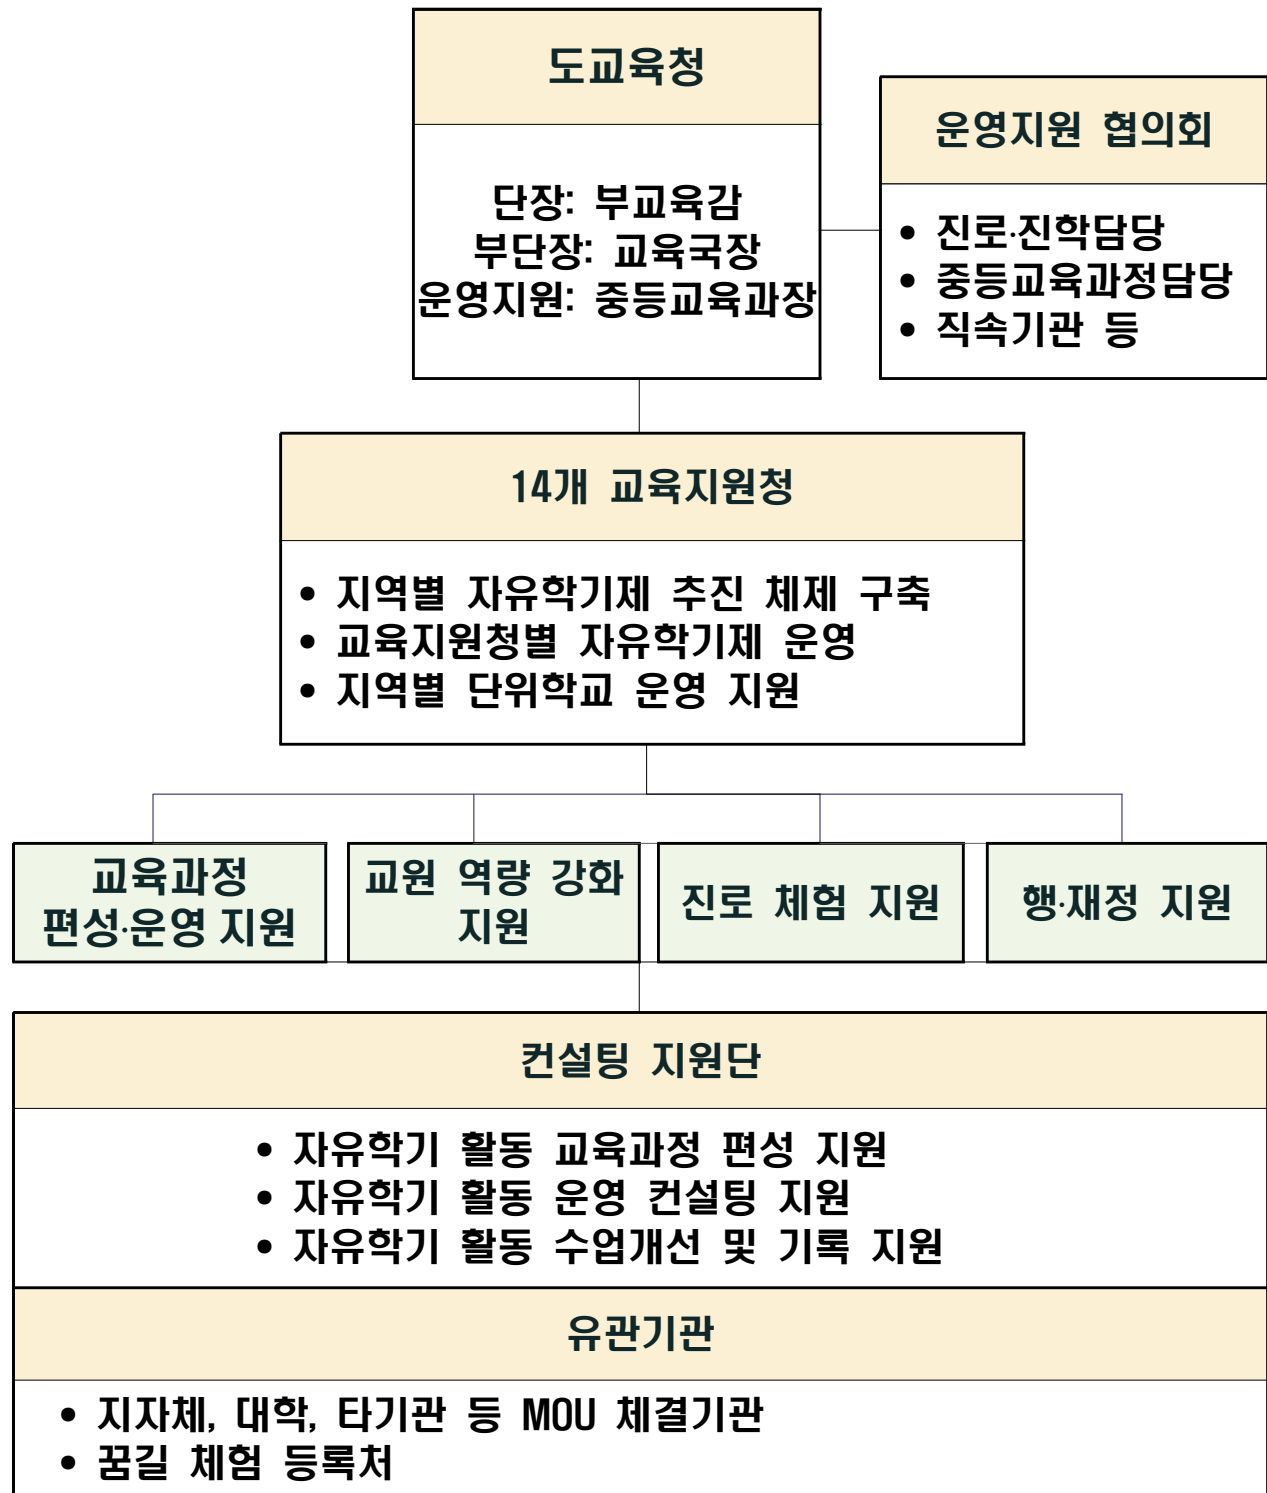 도교육청
단장: 부교육감
부단장: 교육국장
운영지원: 중등교육과장
운영지원 협의회
• 진로·진학담당
• 중등교육과정담당
• 직속기관 등
14개 교육지원청
• 지역별 자유학기제 추진 체제 구축
• 교육지원청별 자유학기제 운영
• 지역별 단위학교 운영 지원
교육과정
편성·운영 지원
교원 역량 강화
지원
진로 체험 지원
행·재정 지원
컨설팅 지원단
• 자유학기 활동 교육과정 편성 지원
• 자유학기 활동 운영 컨설팅 지원
• 자유학기 활동 수업개선 및 기록 지원
유관기관
• 지자체, 대학, 타기관 등 MOU 체결기관
• 꿈길 체험 등록처